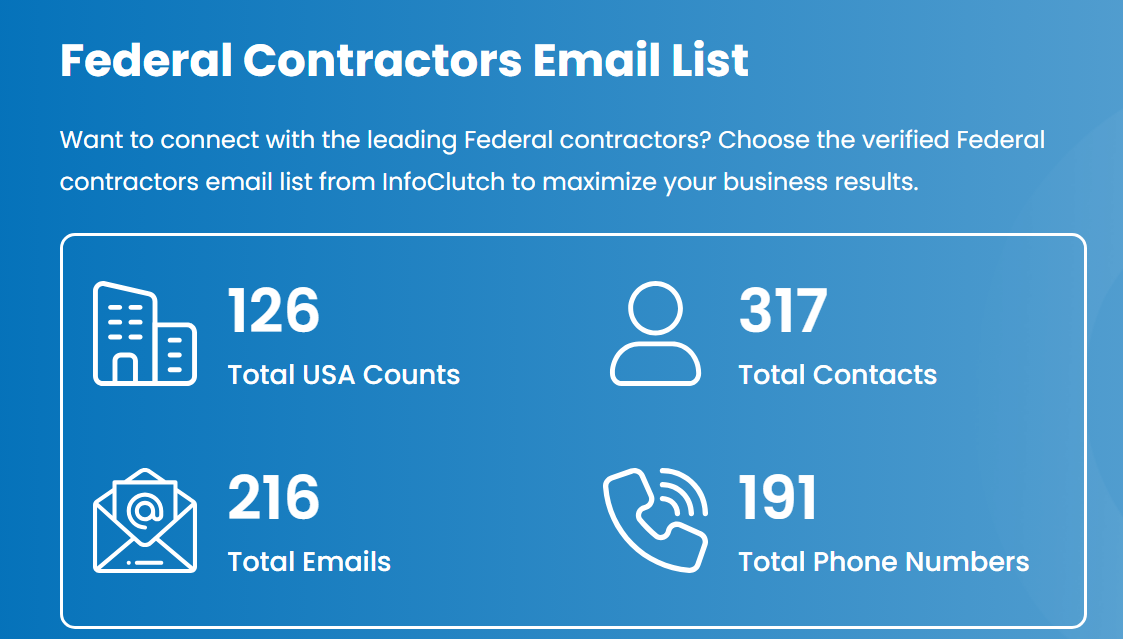 Federal Contractors Email List
Want to connect with the leading Federal contractors? Choose the verified Federal
contractors email list from InfoClutch to maximize your business results.
126
Total USA Counts
317
Total Contacts
216
Total Emails
191
Total Phone Numbers